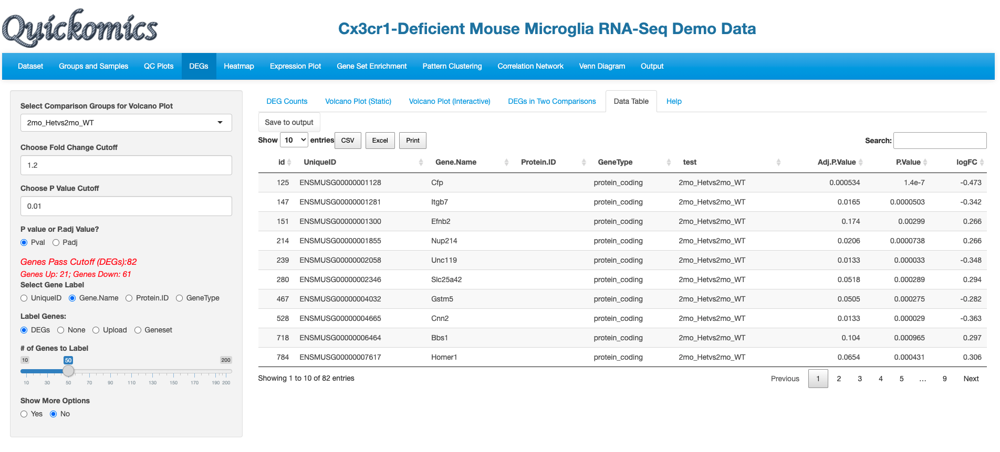 Quickomics
Cx3cr1-Deficient Mouse Microglia RNA-Seq Demo Data
Dataset Groups and Samples QC Plots DEGs Heatmap Expression Plot Gene Set Enrichment Pattern Clustering Correlation Network Venn Diagram Output
Select Comparison Groups for Volcano Plot
2mo_Hetvs2mo_WT
Choose Fold Change Cutoff
1.2
Choose P Value Cutoff
0.01
P value or P.adj Value?
Pval Padj
Genes Pass Cutoff (DEGs):82
Genes Up: 21; Genes Down: 61
Select Gene Label
UniqueID Gene.Name Protein.ID GeneType
Label Genes:
DEGs None Upload Geneset
# of Genes to Label
10 50 200
10 30 50 70 90 110 130 150 170 190 200
Show More Options
Yes No
DEG Counts Volcano Plot (Static) Volcano Plot (Interactive) DEGs in Two Comparisons Data Table Help
Save to output
Show 10 entries CSV Excel Print Search:
id UniqueID Gene.Name Protein.ID GeneType test Adj.P.Value P.Value logFC
125 ENSMUSG00000001128 Cfp protein_coding 2mo_Hetvs2mo_WT 0.000534 1.4e-7 -0.473
147 ENSMUSG00000001281 Itgb7 protein_coding 2mo_Hetvs2mo_WT 0.0165 0.0000503 -0.342
151 ENSMUSG00000001300 Efnb2 protein_coding 2mo_Hetvs2mo_WT 0.174 0.00299 0.266
214 ENSMUSG00000001855 Nup214 protein_coding 2mo_Hetvs2mo_WT 0.0206 0.0000738 0.266
239 ENSMUSG00000002058 Unc119 protein_coding 2mo_Hetvs2mo_WT 0.0133 0.000033 -0.348
280 ENSMUSG00000002346 Slc25a42 protein_coding 2mo_Hetvs2mo_WT 0.0518 0.000289 0.294
467 ENSMUSG00000004032 Gstm5 protein_coding 2mo_Hetvs2mo_WT 0.0505 0.000275 -0.282
528 ENSMUSG00000004665 Cnn2 protein_coding 2mo_Hetvs2mo_WT 0.0133 0.000029 -0.363
718 ENSMUSG00000006464 Bbs1 protein_coding 2mo_Hetvs2mo_WT 0.104 0.000965 0.297
784 ENSMUSG00000007617 Homer1 protein_coding 2mo_Hetvs2mo_WT 0.0654 0.000431 0.306
Showing 1 to 10 of 82 entries Previous 1 2 3 4 5 … 9 Next